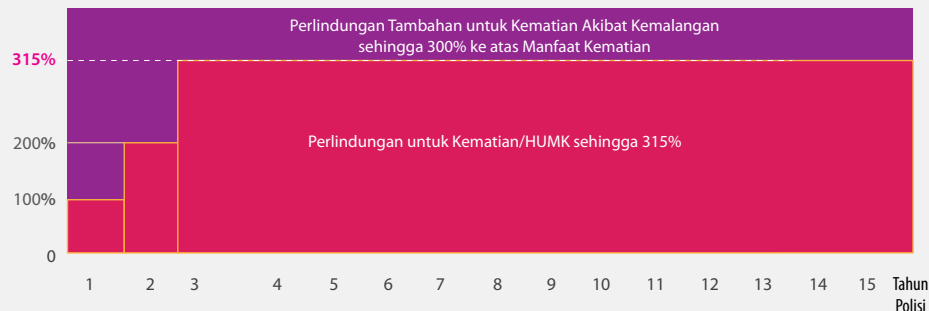 Perlindungan Tambahan untuk Kematian Akibat Kemalangan
sehingga 300% ke atas Manfaat Kematian
315%
Perlindungan untuk Kematian/HUMK sehingga 315%
200%
100%
0
1 2 3 4 5 6 7 8 9 10 11 12 13 14 15 Tahun
Polisi